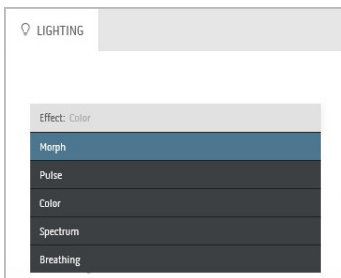 LIGHTING
Effect: Color
Morph
Pulse
Color
Spectrum
Breathing